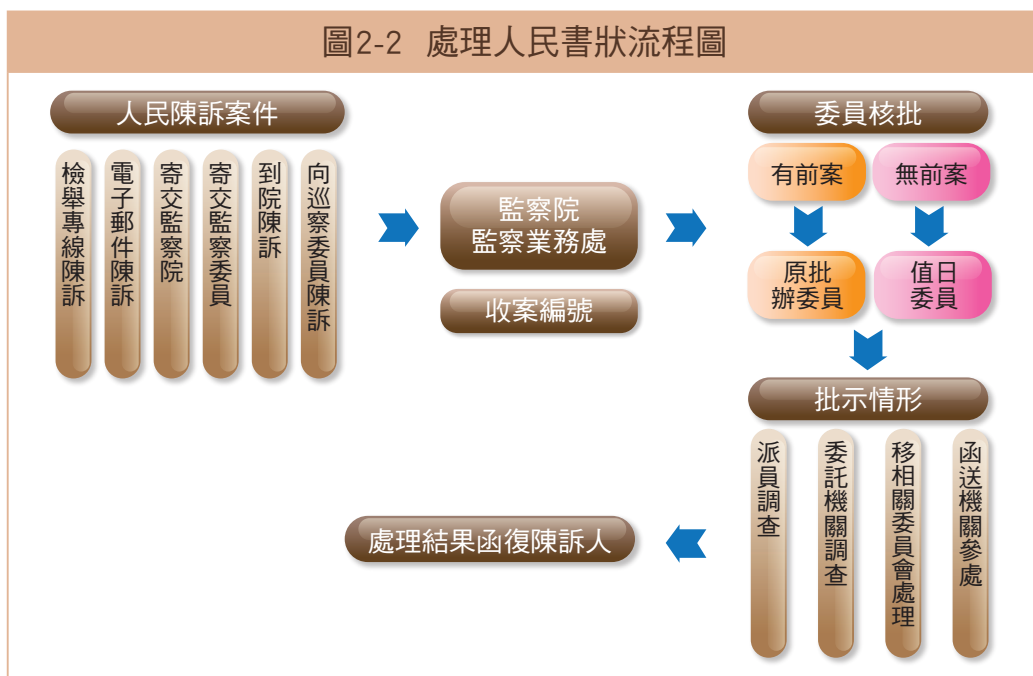 圖2-2 處理人民書狀流程圖
人民陳訴案件
檢舉專線陳訴
電子郵件陳訴
寄交監察院
寄交監察委員
到院陳訴
向巡察委員陳訴
監察院
監察業務處
收案編號
委員核批
有前案
無前案
原批
辦委員
值日
委員
批示情形
派員調查
委託機關調查
移相關委員會處理
函送機關參處
處理結果函復陳訴人